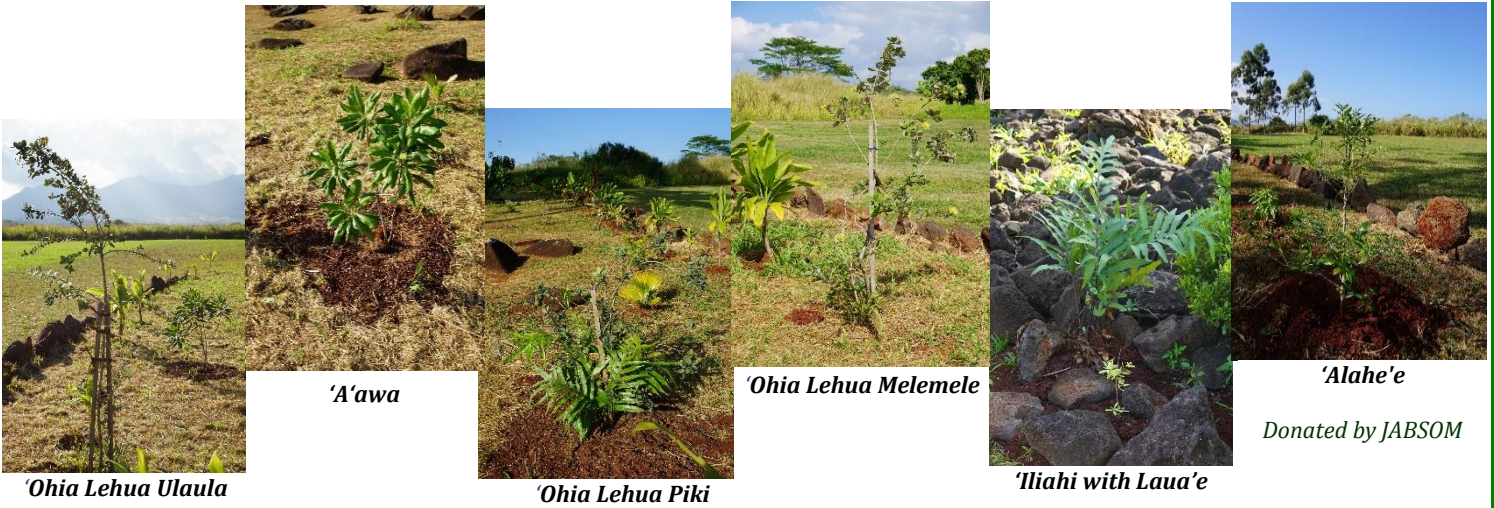 ‘Ohia Lehua Ulaula
‘A‘awa
‘Ohia Lehua Piki
‘Ohia Lehua Melemele
‘Iliahi with Laua’e
‘Alahe'e
Donated by JABSOM